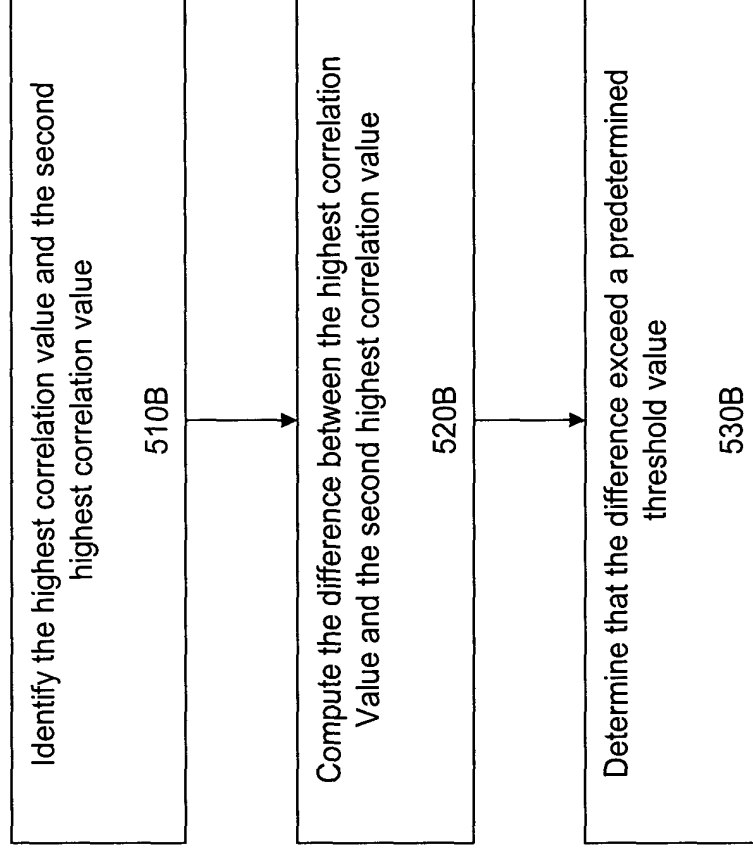 Identify the highest correlation value and the second
highest correlation value
510B
Compute the difference between the highest correlation
Value and the second highest correlation value
520B
Determine that the difference exceed a predetermined
threshold value
530B